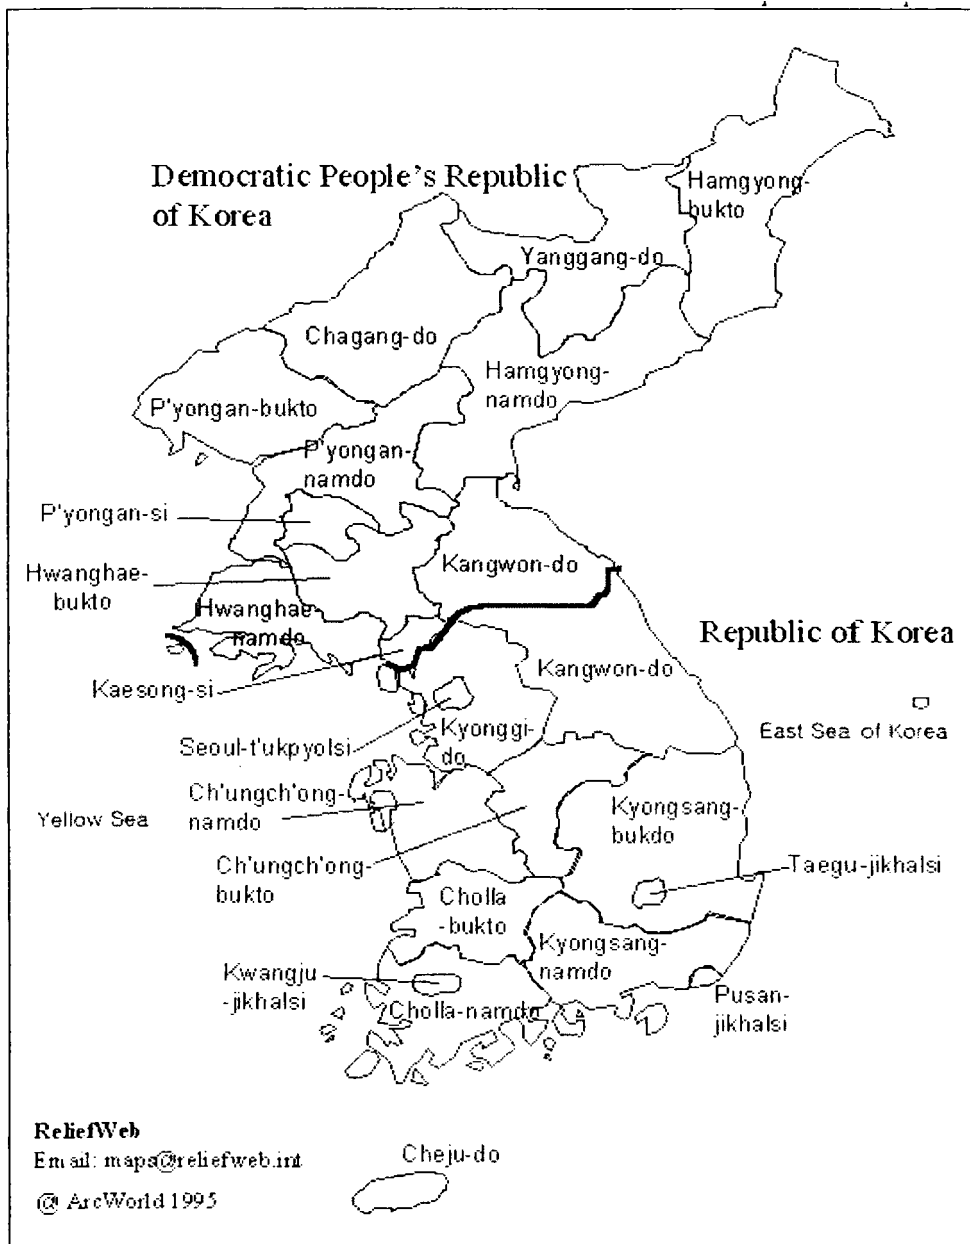 Democratic People's Republic
of Korea
Hamgyong-
bukto
Yanggang-do
Chagang-do
Hamgyong-
namdo
P'yongan-bukto
P'yongan-
namdo
P'yongan-si
Hwanghae-
bukto
Kangwon-do
Hwanghae
namdo
Republic of Korea
Kaesong-si
Kangwon-do
East Sea of Korea
Seoul-t'ukpyolsi
Kyonggi-
do
Ch'ungch'ong-
namdo
Yellow Sea
Kyongsang-
bukdo
Ch'ungch'ong-
bukto
Taegu-jikhalsi
Cholla
-bukto
Kyongsang-
namdo
Kwangju
-jikhalsi
Cholla-namdo
Pusan-
jikhalsi
ReliefWeb
Email: maps@reliefweb.int
@ ArcWorld 1995
Cheju-do